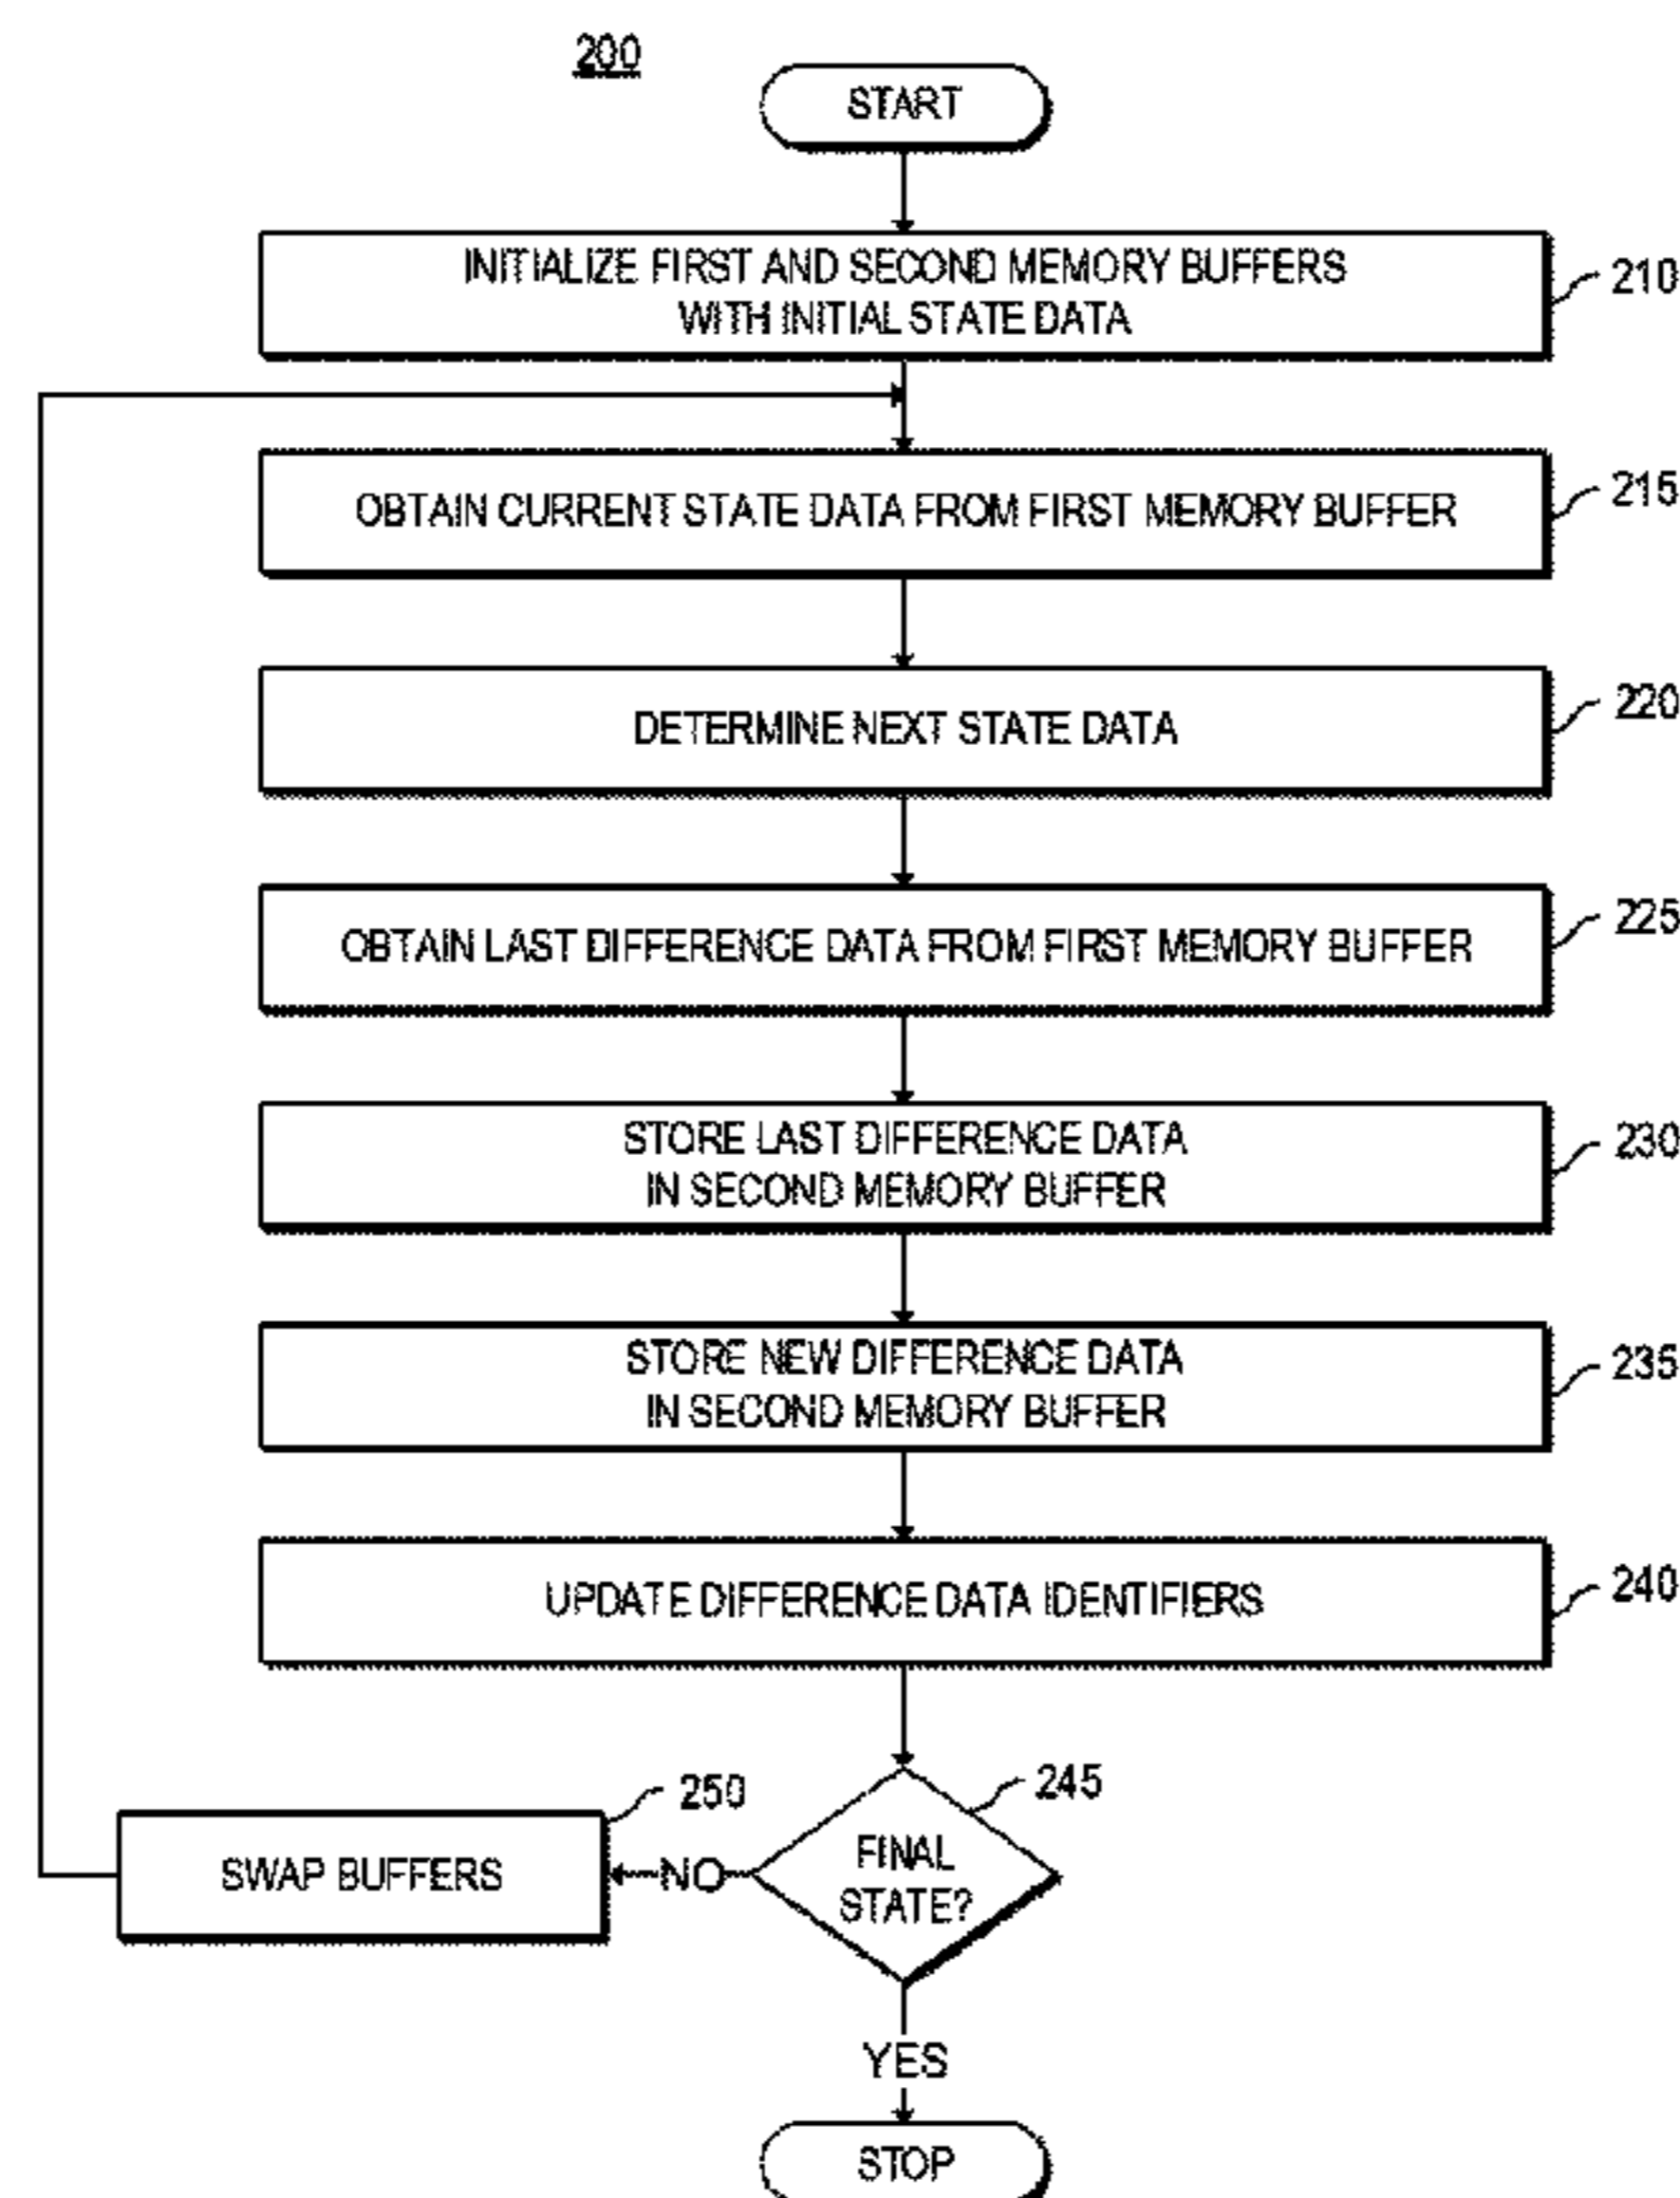 200
START
INITIALIZE FIRST AND SECOND MEMORY BUFFERS
WITH INITIAL STATE DATA
210
OBTAIN CURRENT STATE DATA FROM FIRST MEMORY BUFFER
215
DETERMINE NEXT STATE DATA
220
OBTAIN LAST DIFFERENCE DATA FROM FIRST MEMORY BUFFER
225
STORE LAST DIFFERENCE DATA
IN SECOND MEMORY BUFFER
230
STORE NEW DIFFERENCE DATA
IN SECOND MEMORY BUFFER
235
UPDATE DIFFERENCE DATA IDENTIFIERS
240
245
FINAL
STATE?
NO
250
SWAP BUFFERS
YES
STOP